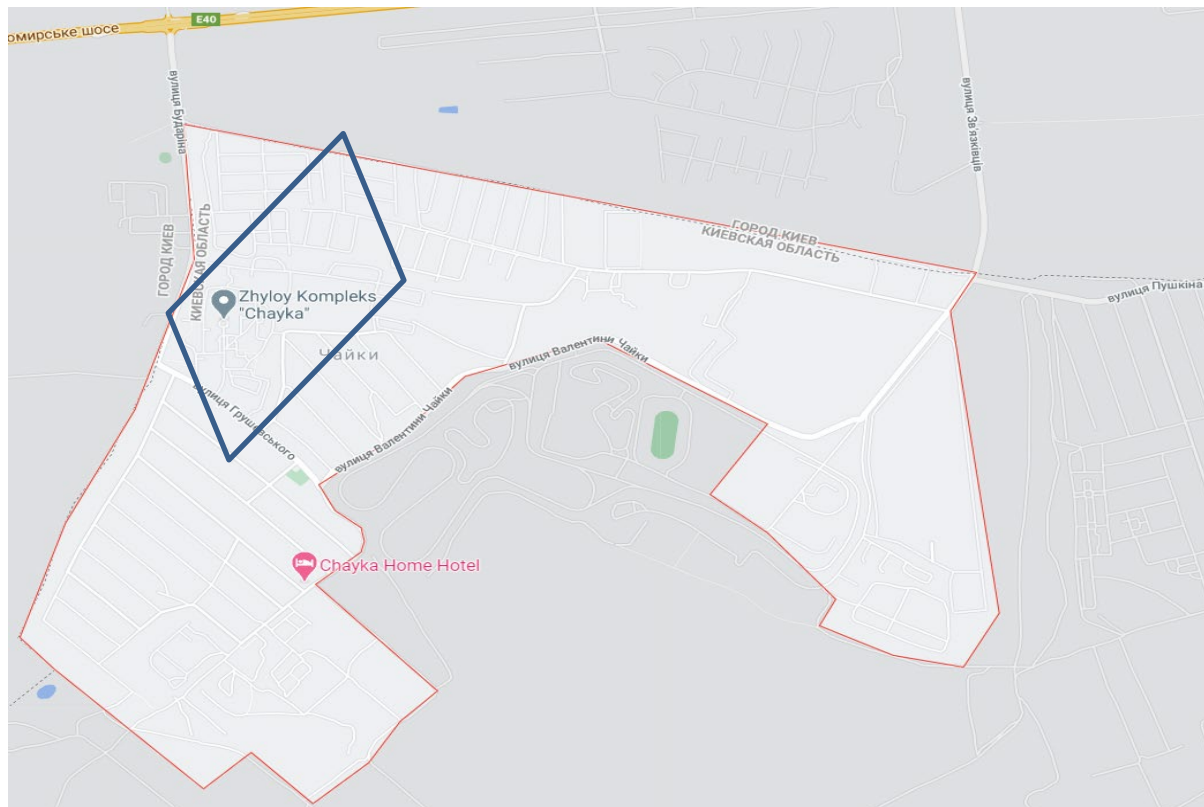 E40
омирське шосе
вулиця Бударіна
вулиця Зв'язківців
ГОРОД КИЕВ
КИЕВСКАЯ ОБЛАСТЬ
ГОРОД КИЕВ
КИЕВСКАЯ ОБЛАСТЬ
вулиця Пушкіна
Zhyloy Kompleks
"Chayka"
Чайки
вулиця Валентини Чайки
вулиця Грушевського
вулиця Валентини Чайки
Chayka Home Hotel